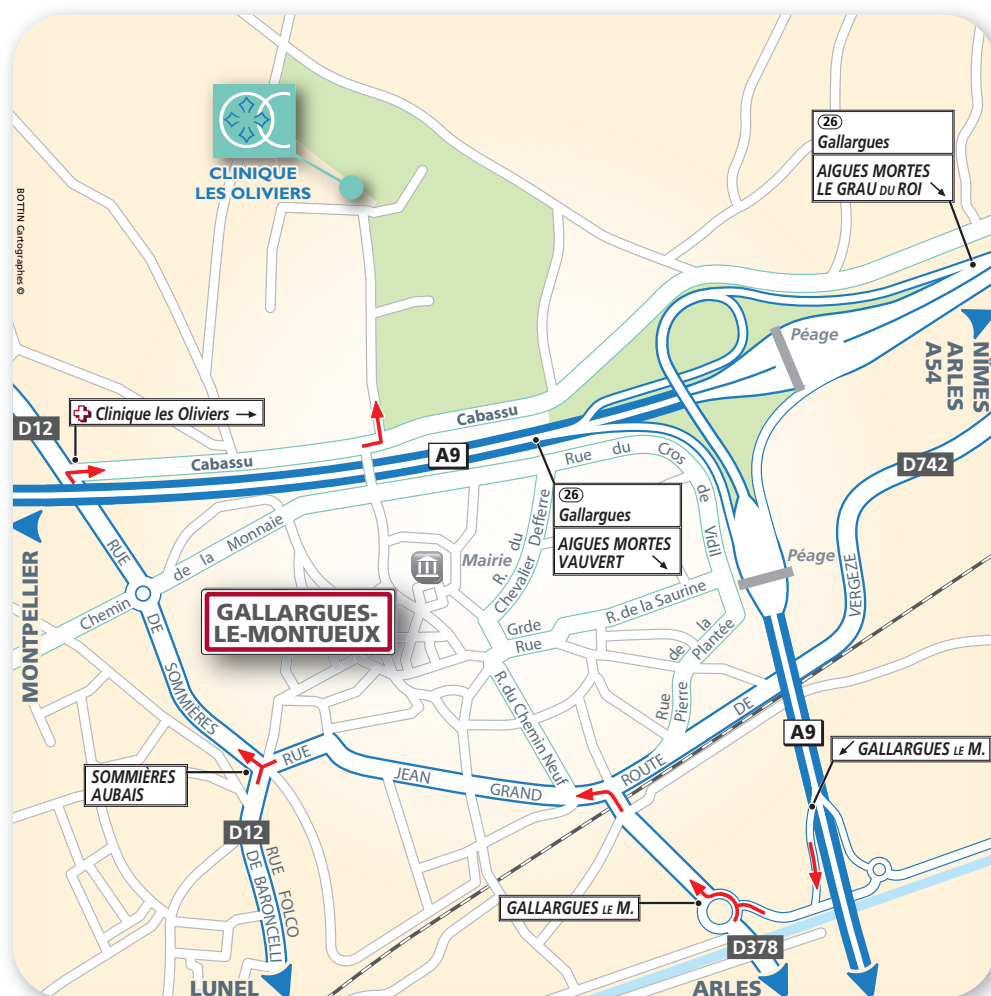 CLINIQUE
LES OLIVIERS
BOTTIN Cartographes ©
26
Gallargues
AIGUES MORTES
LE GRAU DU ROI ↘
Péage
NÎMES
ARLES
A54
D12
Clinique les Oliviers →
Cabassu
Cabassu
A9
D742
Rue du Cros de Vidil
26
Gallargues
AIGUES MORTES
VAUVERT ↘
Péage
MONTPELLIER
RUE DE SOMMIÈRES
Chemin de la Monnaie
Mairie
R. du
Chevalier Defferre
GALLARGUES-
LE-MONTUEUX
Grde
Rue
R. de la Saurine
Rue Pierre
de la Plantée
R. du Chemin Neuf
VERGEZE
DE
ROUTE
A9
↙ GALLARGUES LE M.
SOMMIÈRES
AUBAIS
RUE
JEAN
GRAND
D12
RUE FOLCO
DE BARONCELLI
GALLARGUES LE M.
D378
LUNEL
ARLES